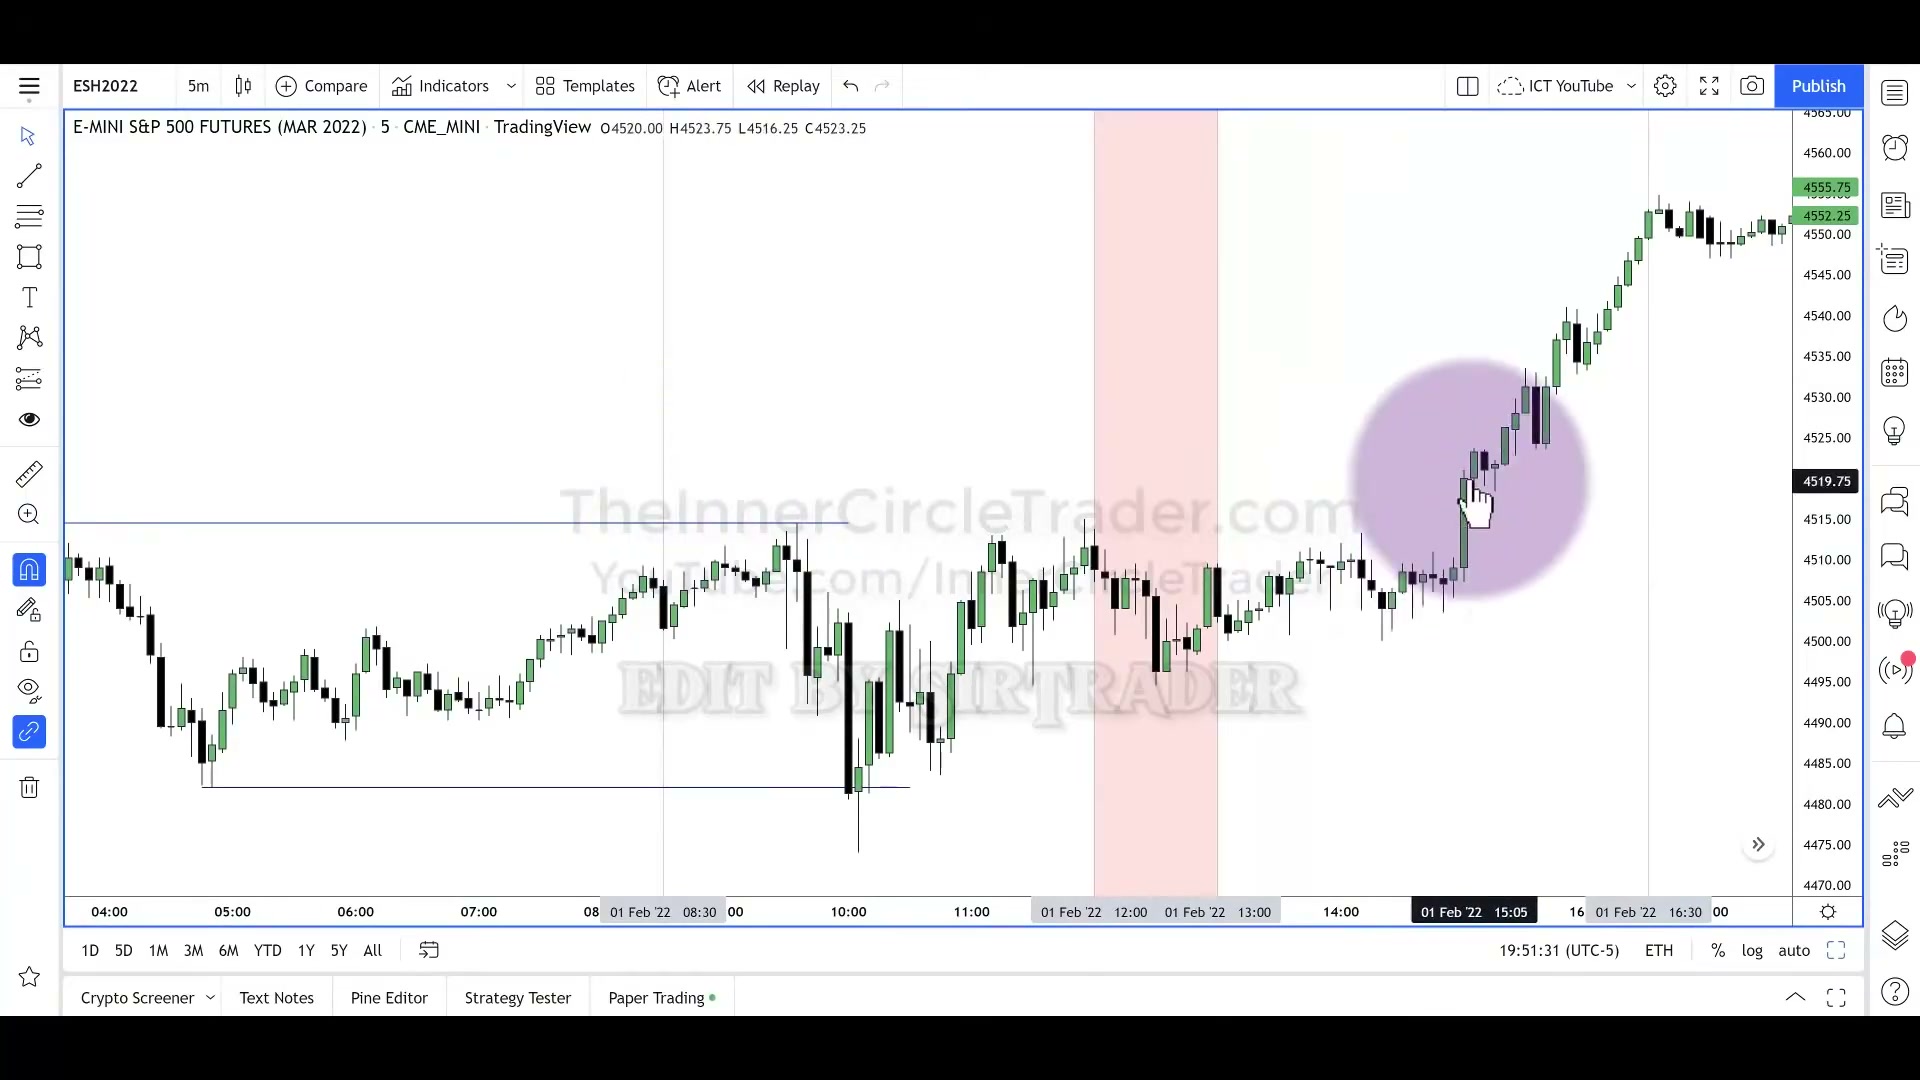 ESH2022 5m Compare Indicators Templates Alert Replay ICT YouTube Publish
E-MINI S&P 500 FUTURES (MAR 2022) · 5 · CME_MINI · TradingView O4520.00 H4523.75 L4516.25 C4523.25
4565.00
4560.00
4555.75
4552.25
4550.00
4545.00
4540.00
4535.00
4530.00
4525.00
4519.75
4515.00
4510.00
4505.00
4500.00
4495.00
4490.00
4485.00
4480.00
4475.00
4470.00
TheInnerCircleTrader.com
YouTube.com/InnerCircleTrader
EDIT BY SIRTRADER
04:00 05:00 06:00 07:00 08 01 Feb '22 08:30 00 10:00 11:00 01 Feb '22 12:00 01 Feb '22 13:00 14:00 01 Feb '22 15:05 16 01 Feb '22 16:30 00
1D 5D 1M 3M 6M YTD 1Y 5Y All 19:51:31 (UTC-5) ETH % log auto
Crypto Screener Text Notes Pine Editor Strategy Tester Paper Trading